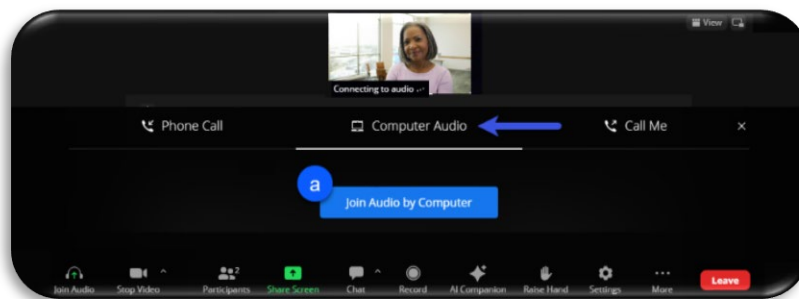 View
Connecting to audio
Phone Call
Computer Audio
Call Me
a
Join Audio by Computer
2
Join Audio
Stop Video
Participants
Share Screen
Chat
Record
AI Companion
Raise Hand
Settings
More
Leave